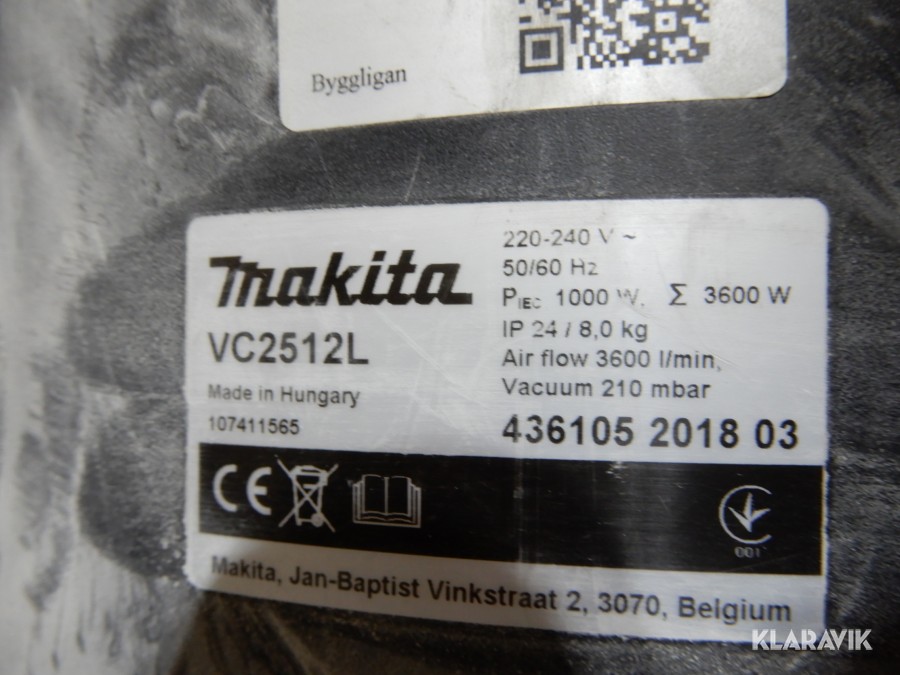 Byggligan
Makita
VC2512L
Made in Hungary
107411565
220-240 V ~
50/60 Hz
PIEC 1000 W, Σ 3600 W
IP 24 / 8,0 kg
Air flow 3600 l/min,
Vacuum 210 mbar
436105 2018 03
CE
001
Makita, Jan-Baptist Vinkstraat 2, 3070, Belgium
KLARAVIK